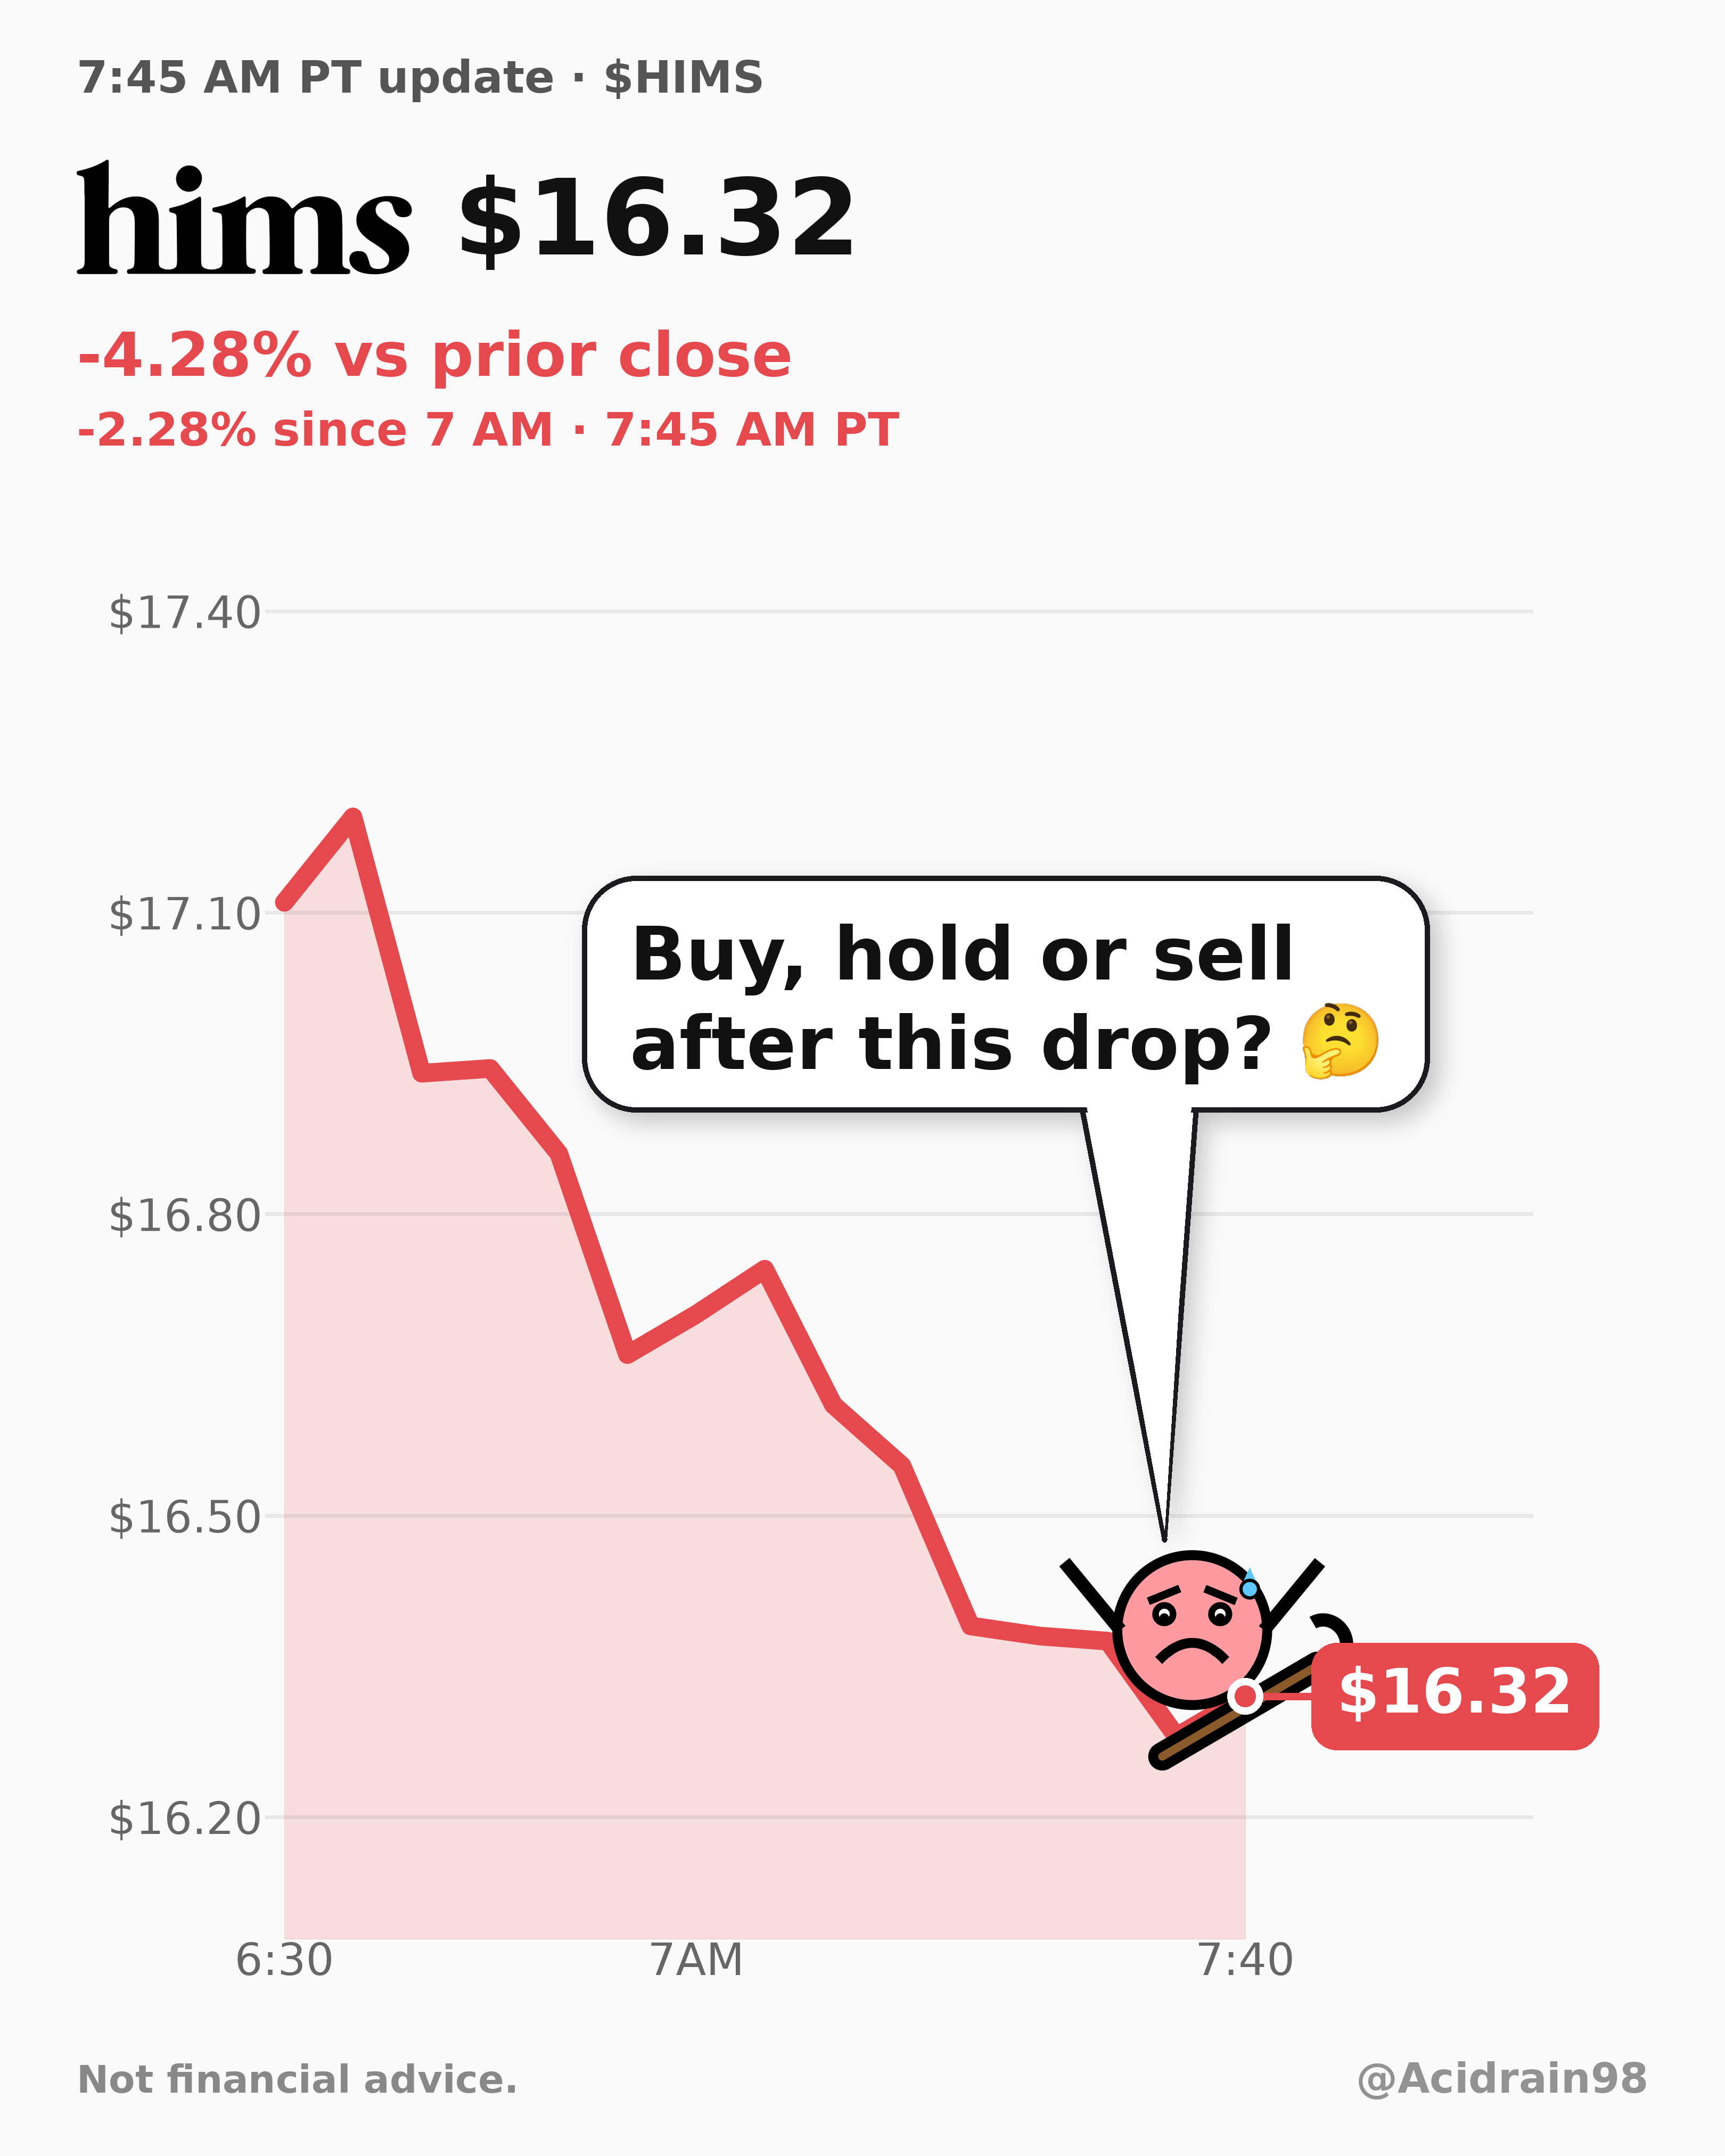 7:45 AM PT update · $HIMS
hims $16.32
-4.28% vs prior close
-2.28% since 7 AM · 7:45 AM PT
$17.40
$17.10
Buy, hold or sell
after this drop? 🤔
$16.80
$16.50
$16.32
$16.20
6:30 7AM 7:40
Not financial advice. @Acidrain98